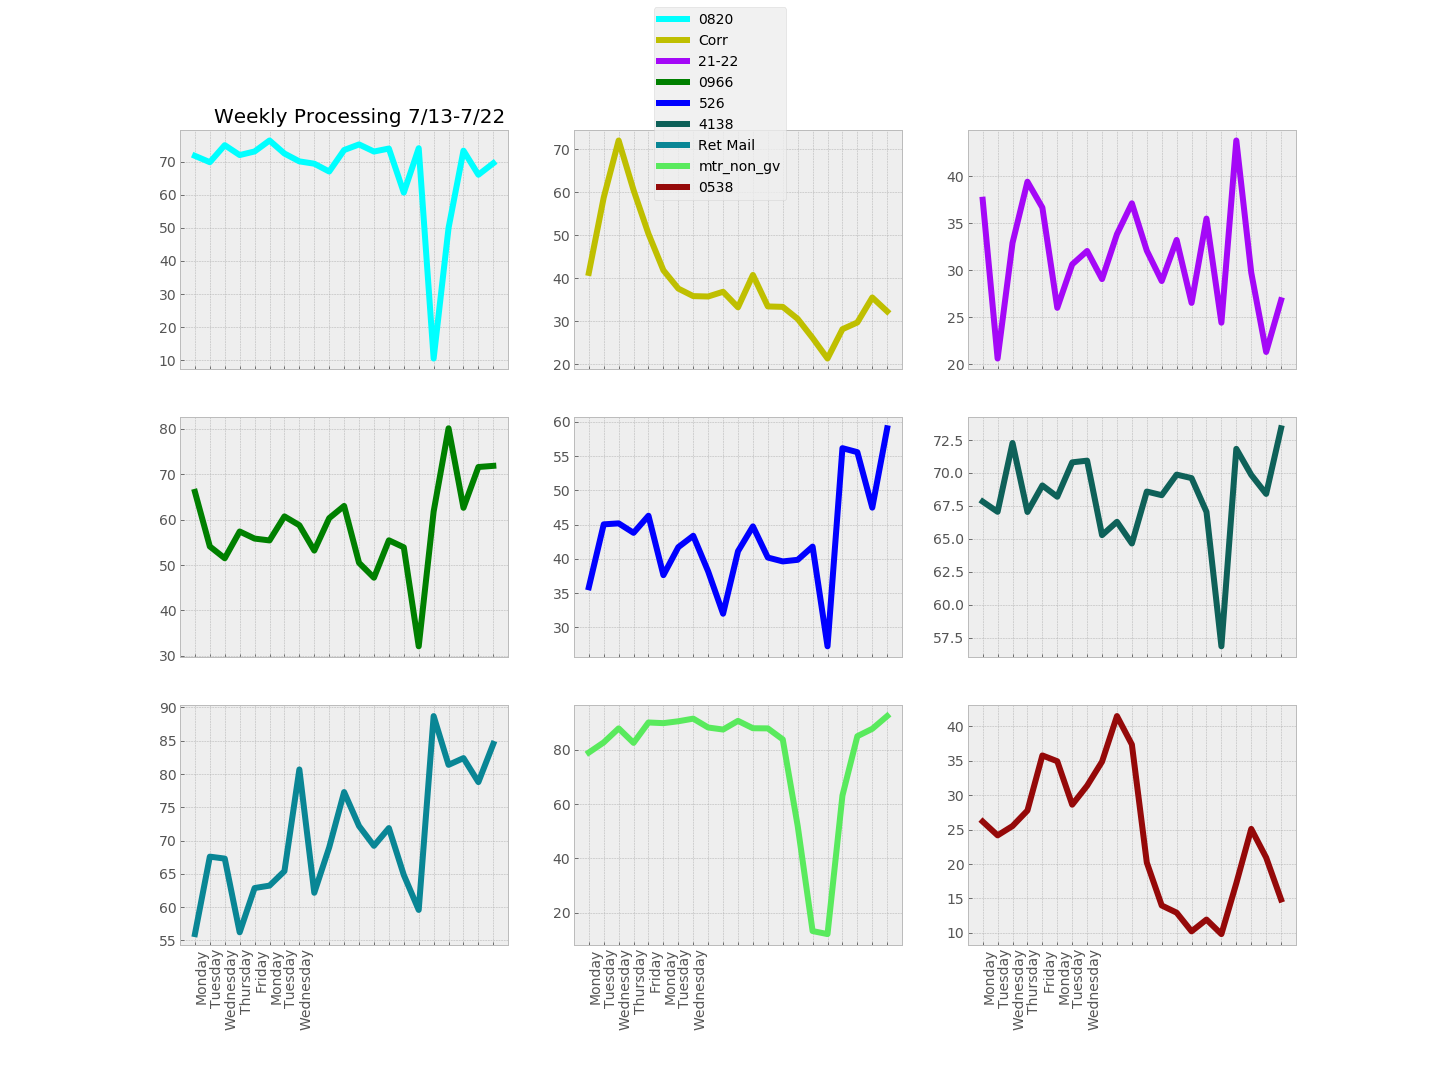 0820
Corr
21-22
0966
526
4138
Ret Mail
mtr_non_gv
0538
Weekly Processing 7/13-7/22
70
60
50
40
30
20
10
70
60
50
40
30
20
40
35
30
25
20
80
70
60
50
40
30
60
55
50
45
40
35
30
72.5
70.0
67.5
65.0
62.5
60.0
57.5
90
85
80
75
70
65
60
55
Monday
Tuesday
Wednesday
Thursday
Friday
Monday
Tuesday
Wednesday
80
60
40
20
Monday
Tuesday
Wednesday
Thursday
Friday
Monday
Tuesday
Wednesday
40
35
30
25
20
15
10
Monday
Tuesday
Wednesday
Thursday
Friday
Monday
Tuesday
Wednesday